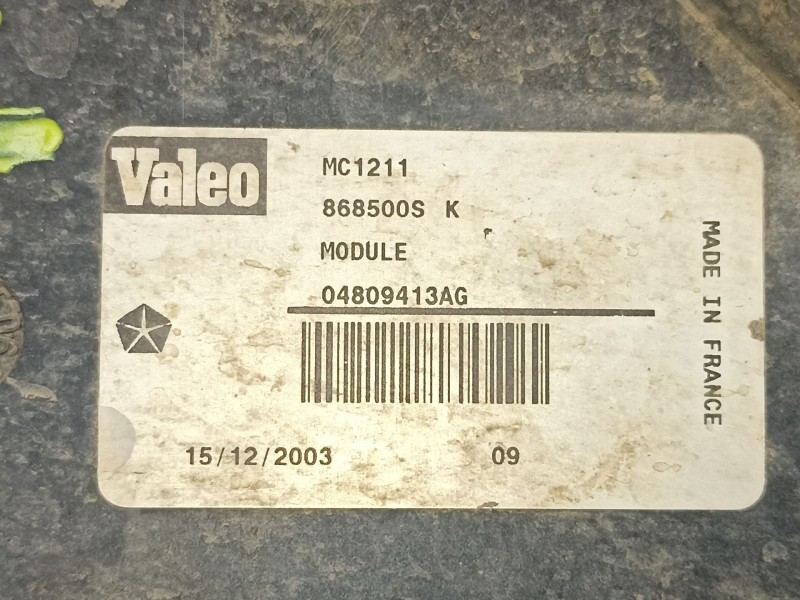 Valeo
MC1211
868500S K
MODULE
04809413AG
15/12/2003 09
MADE IN FRANCE